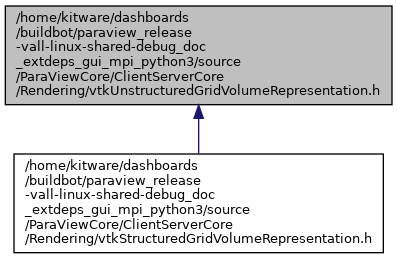 /home/kitware/dashboards
/buildbot/paraview_release
-vall-linux-shared-debug_doc
_extdeps_gui_mpi_python3/source
/ParaViewCore/ClientServerCore
/Rendering/vtkUnstructuredGridVolumeRepresentation.h
/home/kitware/dashboards
/buildbot/paraview_release
-vall-linux-shared-debug_doc
_extdeps_gui_mpi_python3/source
/ParaViewCore/ClientServerCore
/Rendering/vtkStructuredGridVolumeRepresentation.h